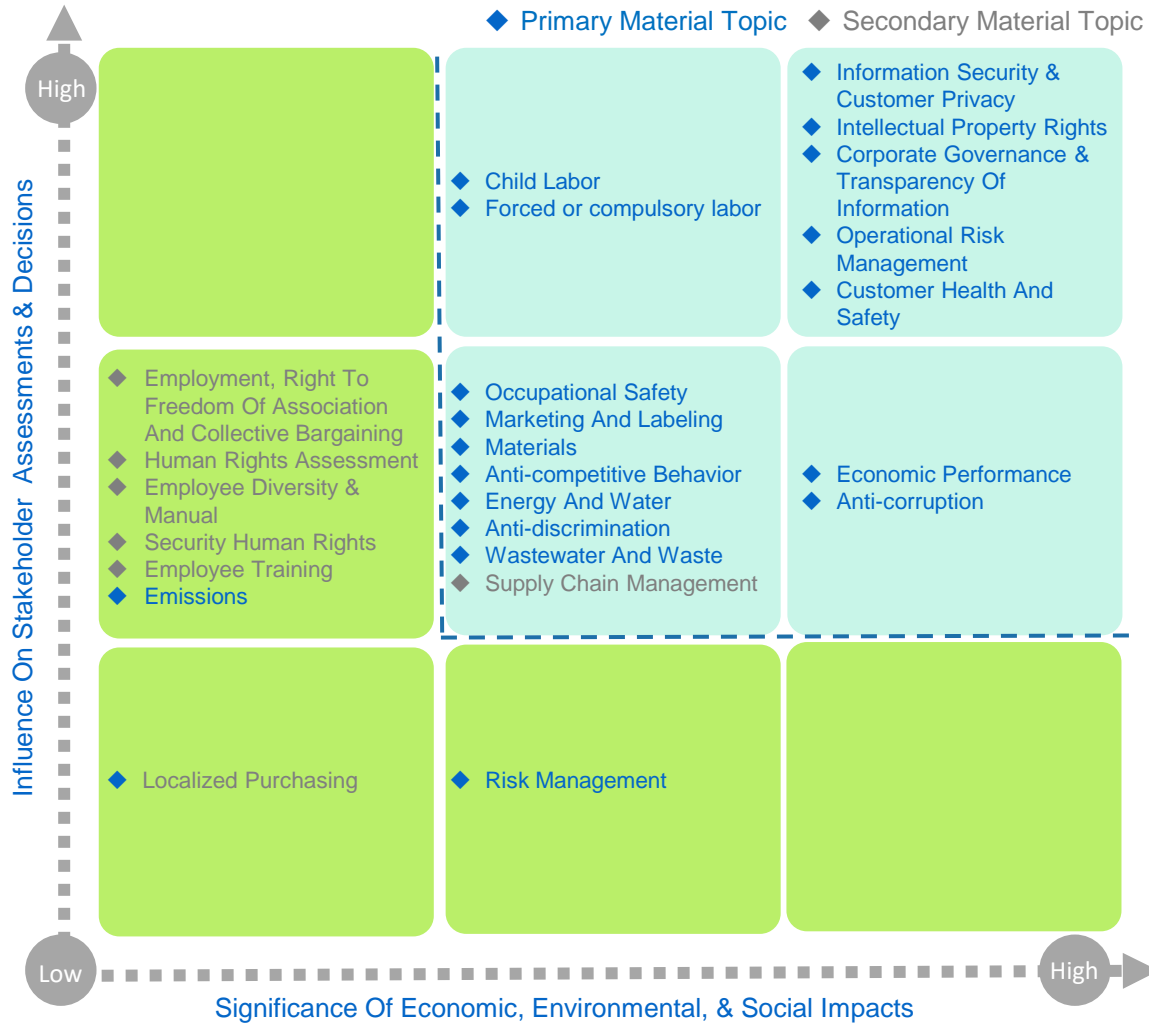 ◆ Primary Material Topic ◆ Secondary Material Topic
High
◆ Information Security &
Customer Privacy
◆ Intellectual Property Rights
◆ Corporate Governance &
Transparency Of
Information
◆ Operational Risk
Management
◆ Customer Health And
Safety
◆ Child Labor
◆ Forced or compulsory labor
Influence On Stakeholder Assessments & Decisions
◆ Employment, Right To
Freedom Of Association
And Collective Bargaining
◆ Human Rights Assessment
◆ Employee Diversity &
Manual
◆ Security Human Rights
◆ Employee Training
◆ Emissions
◆ Occupational Safety
◆ Marketing And Labeling
◆ Materials
◆ Anti-competitive Behavior
◆ Energy And Water
◆ Anti-discrimination
◆ Wastewater And Waste
◆ Supply Chain Management
◆ Economic Performance
◆ Anti-corruption
◆ Localized Purchasing
◆ Risk Management
Low
High
Significance Of Economic, Environmental, & Social Impacts